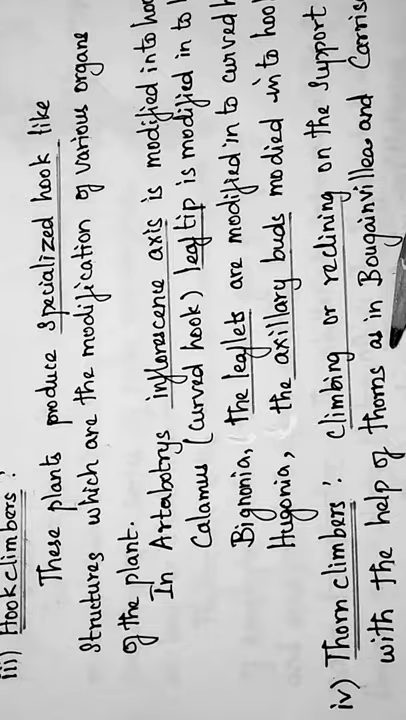 iii) Hook climbers :
These plants produce specialized hook like
structures which are the modification of various organs
of the plant.
In Artabotrys inflorescence axis is modified into
Calamus (curved hook) leaf tip is modified in to
Bignonia, the leaflets are modified in to curved
Hugonia, the axillary buds modied in to
iv) Thorn climbers : climbing or reclining on the support
with the help of thorns as in Bougainvillea and